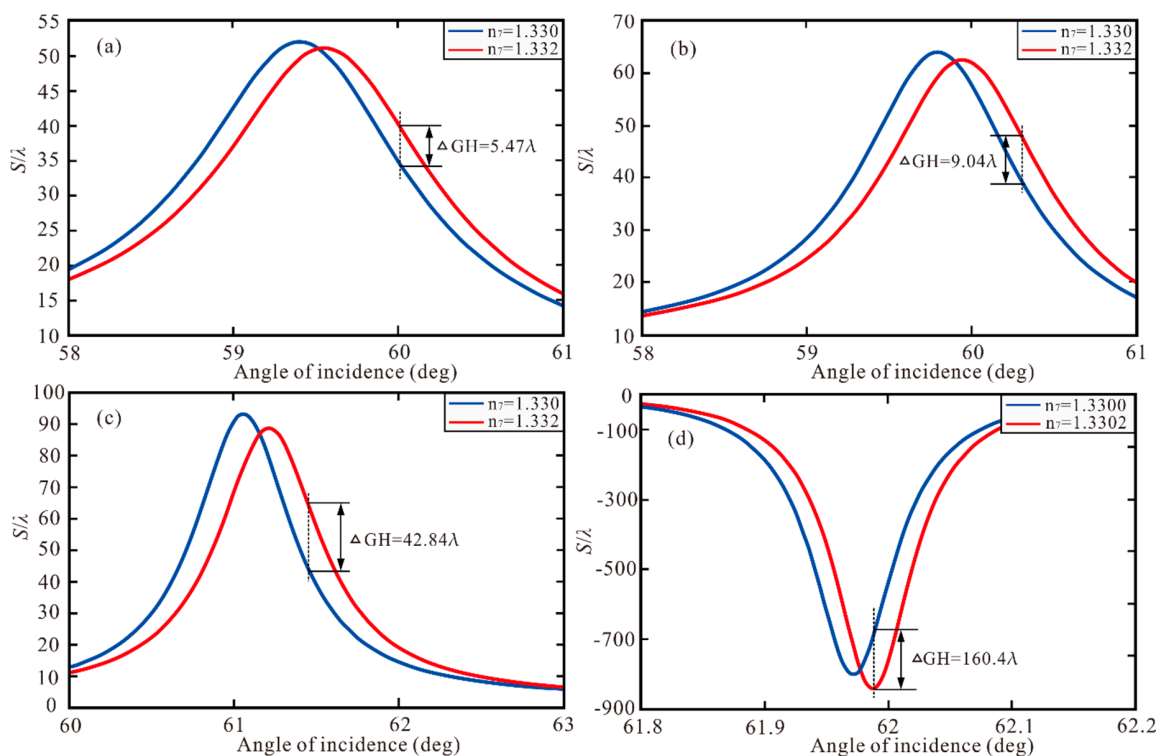 (a)
n₇=1.330
n₇=1.332
△ GH=5.47λ
S/λ
55
50
45
40
35
30
25
20
15
10
58
59
60
61
Angle of incidence (deg)
(b)
n₇=1.330
n₇=1.332
△ GH=9.04λ
S/λ
70
60
50
40
30
20
10
58
59
60
61
Angle of incidence (deg)
(c)
n₇=1.330
n₇=1.332
△ GH=42.84λ
S/λ
100
90
80
70
60
50
40
30
20
10
0
60
61
62
63
Angle of incidence (deg)
(d)
n₇=1.3300
n₇=1.3302
△GH=160.4λ
S/λ
0
-100
-300
-500
-700
-900
61.8
61.9
62
62.1
62.2
Angle of incidence (deg)